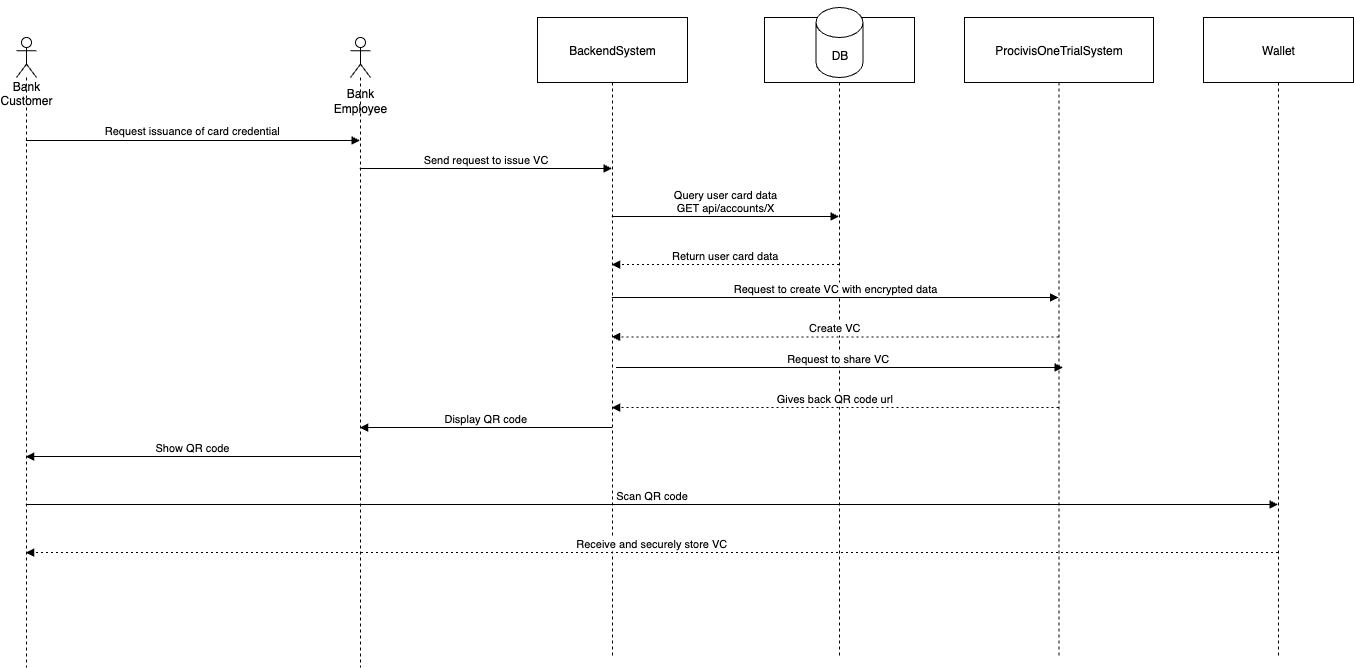 Bank
Customer
Bank
Employee
BackendSystem
DB
ProcivisOneTrialSystem
Wallet
Request issuance of card credential
Send request to issue VC
Query user card data
GET api/accounts/X
Return user card data
Request to create VC with encrypted data
Create VC
Request to share VC
Gives back QR code url
Display QR code
Show QR code
Scan QR code
Receive and securely store VC